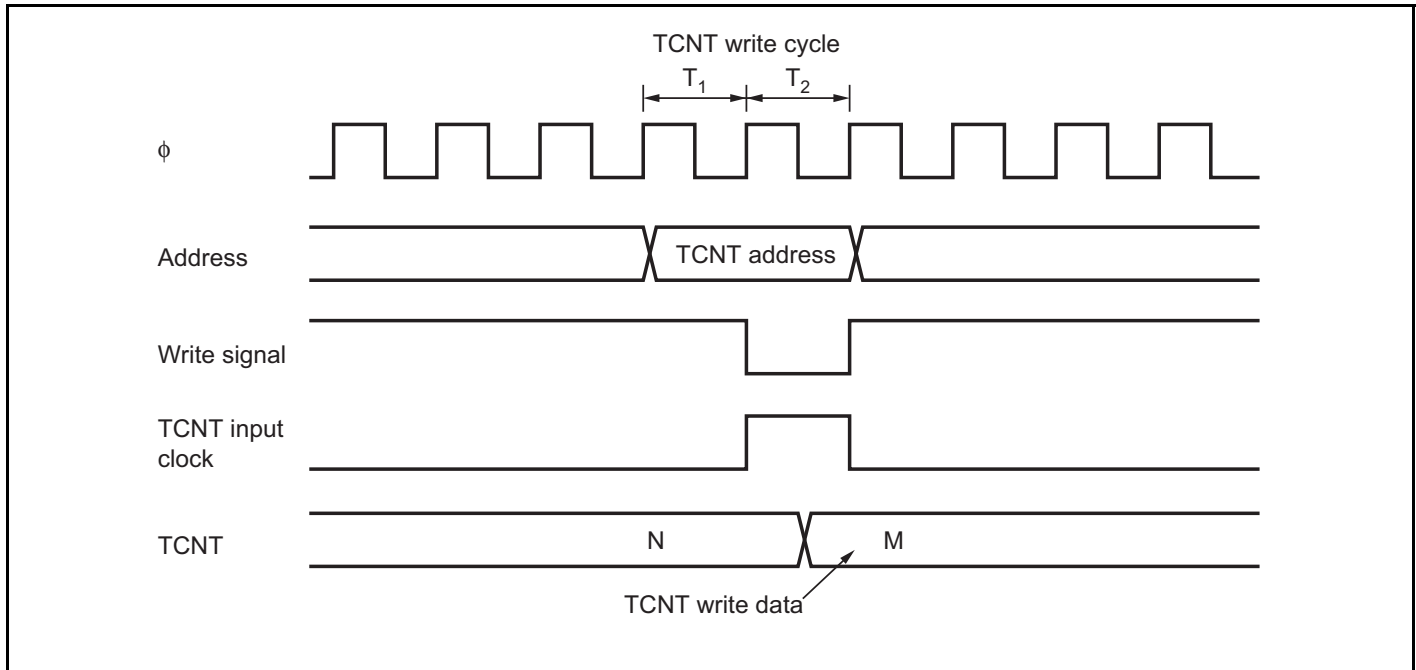 TCNT write cycle
T1 T2
ϕ
Address
TCNT address
Write signal
TCNT input
clock
TCNT
N
M
TCNT write data